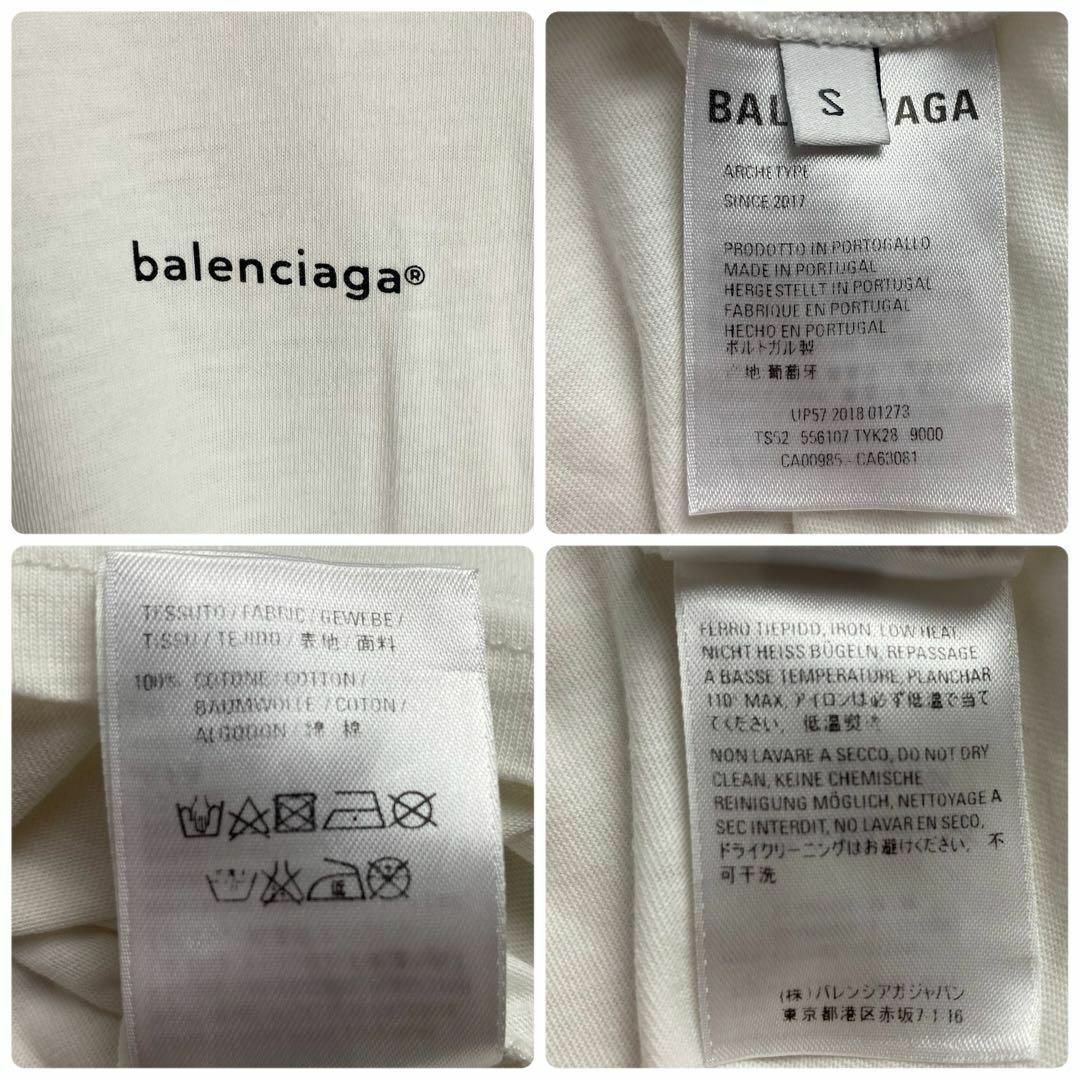 balenciaga®
S
BAL AGA
ARCHETYPE
SINCE 2017
PRODOTTO IN PORTOGALLO
MADE IN PORTUGAL
HERGESTELLT IN PORTUGAL
FABRIQUE EN PORTUGAL
HECHO EN PORTUGAL
ポルトガル製
地:葡萄牙
UP57 2018 01273
TS52 556107 TYK28 9000
CA00985 - CA63081
TESSUTO / FABRIC / GEWEBE /
TISSU / TEJIDO / 表地 / 面料
100% COTONE / COTTON /
BAUMWOLLE / COTON /
ALGODON / 綿 棉
低
FERRO TIEPIDO, IRON LOW HEAT,
NICHT HEISS BÜGELN, REPASSAGE
A BASSE TEMPERATURE, PLANCHAR
110° MAX, アイロンは必ず低温で当て
てください, 低温熨
NON LAVARE A SECCO, DO NOT DRY
CLEAN, KEINE CHEMISCHE
REINIGUNG MÖGLICH, NETTOYAGE A
SEC INTERDIT, NO LAVAR EN SECO,
ドライクリーニングはお避けください, 不
可干洗
(株)バレンシアガジャパン
東京都港区赤坂7-1-16